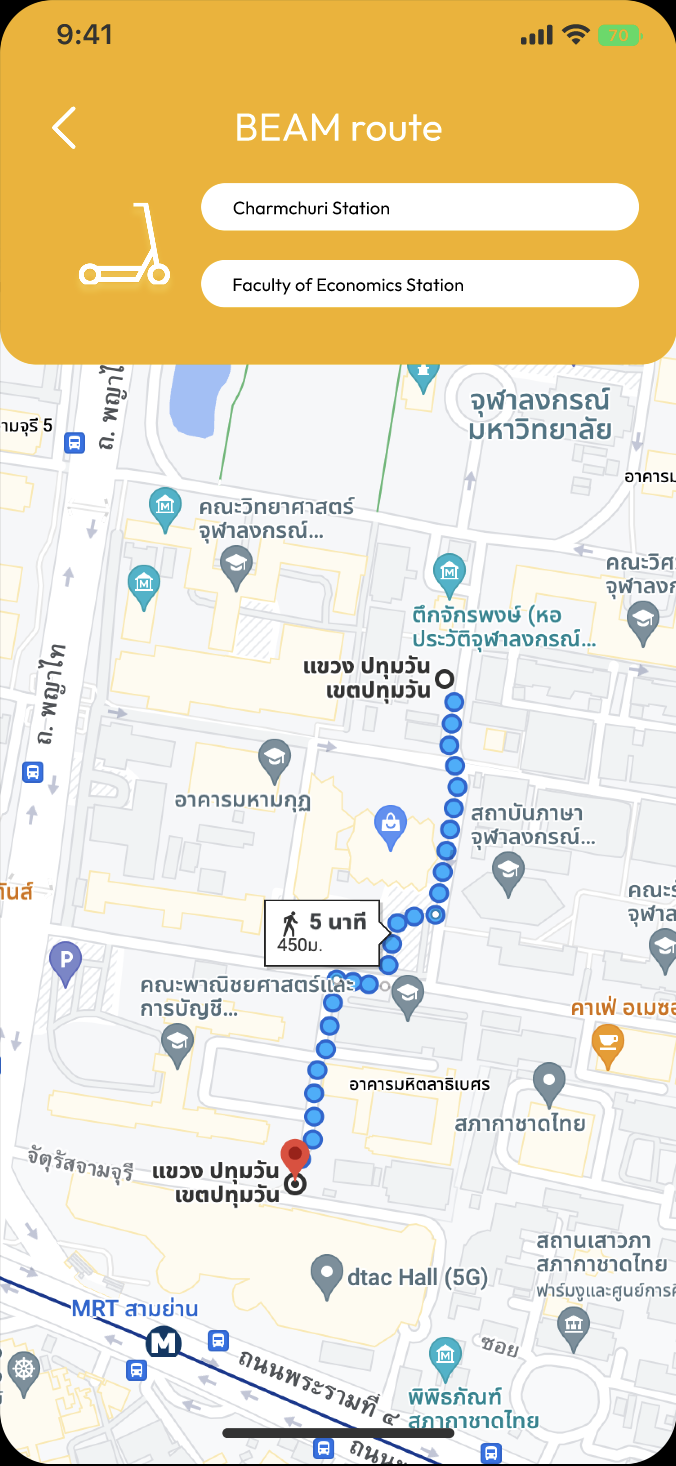 9:41
70
BEAM route
Charmchuri Station
Faculty of Economics Station
ถ. พญาไ
ามจุรี 5
จุฬาลงกรณ์
มหาวิทยาลัย
อาคารม
คณะวิทยาศาสตร์
จุฬาลงกรณ์...
คณะวิศ
จุฬาลงก
ตึกจักรพงษ์ (หอ
ประวัติจุฬาลงกรณ์...
แขวง ปทุมวัน
เขตปทุมวัน
ถ. พญาไท
อาคารมหามกุฏ
สถาบันภาษา
จุฬาลงกรณ์...
ันส์
คณะรั
จุฬาล
5 นาที
450ม.
P
คณะพาณิชยศาสตร์และ
การบัญชี...
คาเฟ่ อเมซอ
อาคารมหิตลาธิเบศร
สภากาชาดไทย
จัตุรัสจามจุรี
แขวง ปทุมวัน
เขตปทุมวัน
สถานเสาวภา
สภากาชาดไทย
ฟาร์มงูและศูนย์การศึ
dtac Hall (5G)
MRT สามย่าน
M
ซอย
ถนนพระรามที่ ๔
พิพิธภัณฑ์
สภากาชาดไทย
ถนนพ